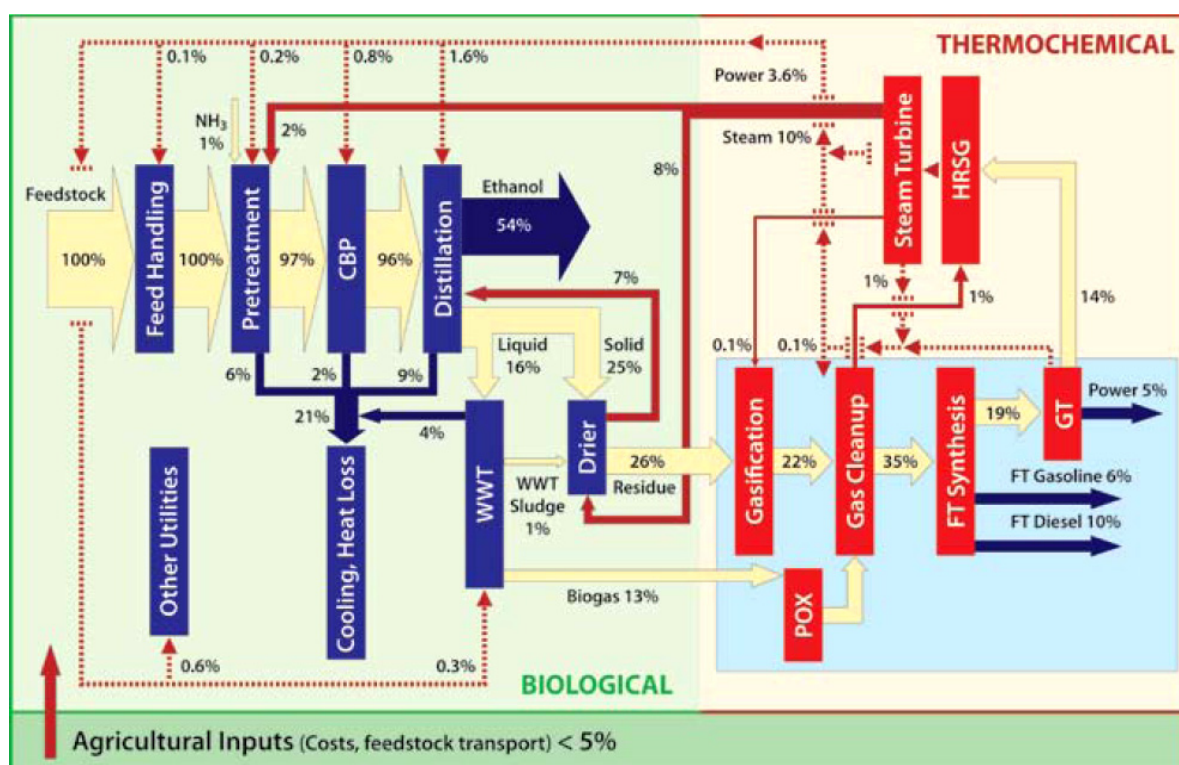 THERMOCHEMICAL
0.1%
0.2%
0.8%
1.6%
Power 3.6%
NH3
1%
2%
Steam 10%
8%
Feedstock
100%
Feed Handling
100%
Pretreatment
97%
CBP
96%
Distillation
Ethanol
54%
7%
Steam Turbine
HRSG
1%
1%
14%
6%
2%
9%
Liquid
16%
Solid
25%
0.1%
0.1%
21%
4%
Other Utilities
Cooling, Heat Loss
WWT
WWT
Sludge
1%
Drier
26%
Residue
Gasification
22%
Gas Cleanup
35%
FT Synthesis
19%
GT
Power 5%
FT Gasoline 6%
FT Diesel 10%
Biogas 13%
POX
0.6%
0.3%
BIOLOGICAL
Agricultural Inputs (Costs, feedstock transport) < 5%